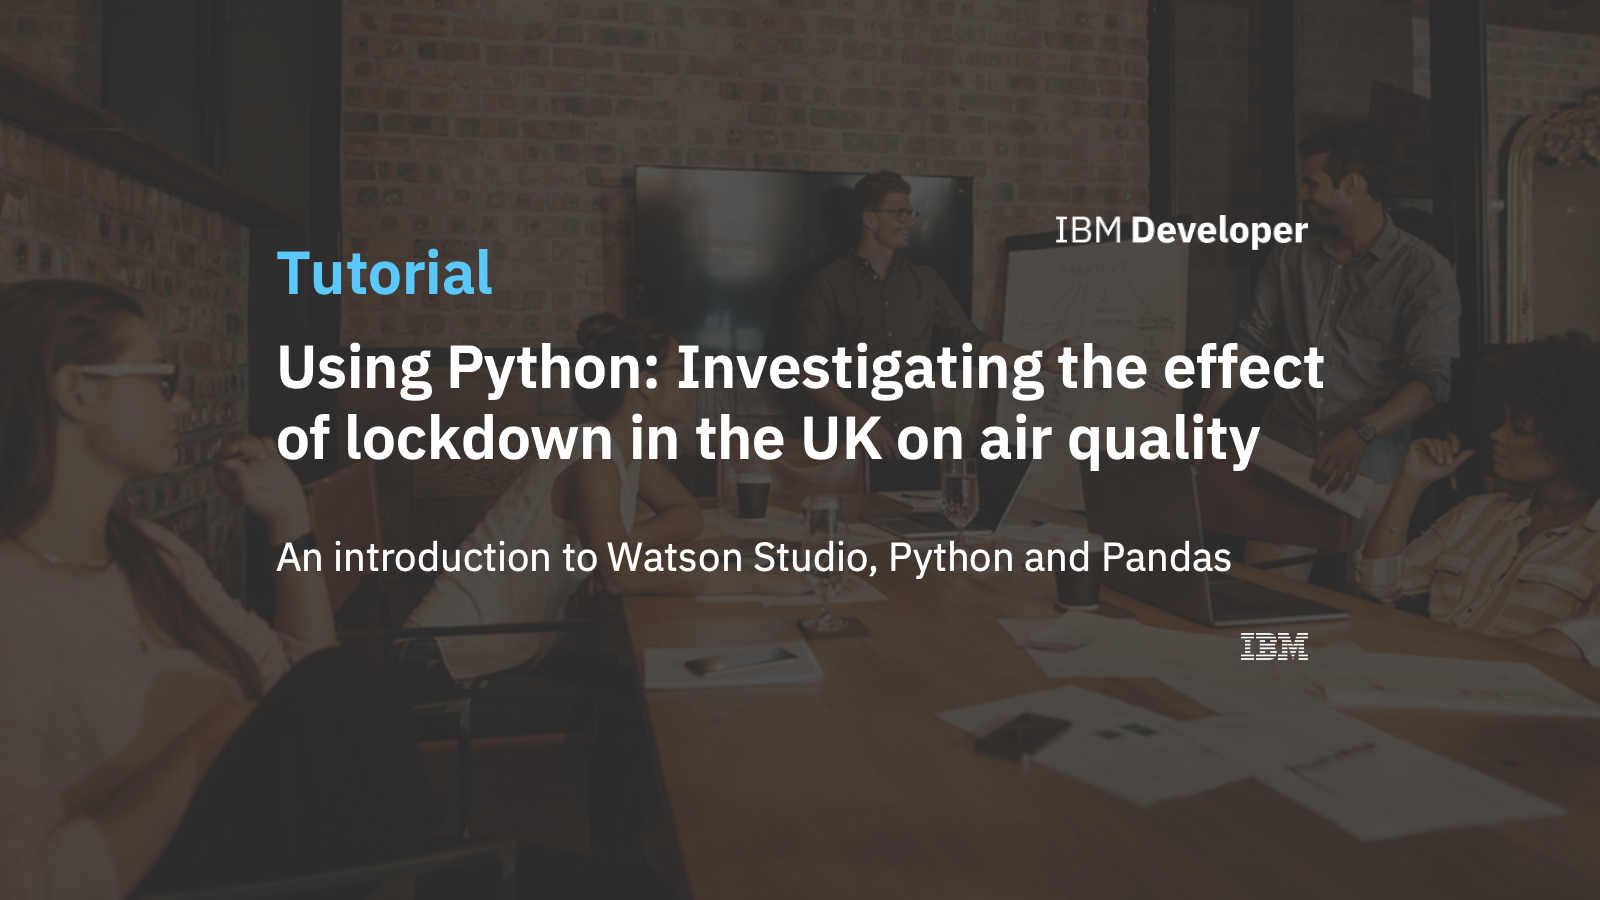 IBM Developer
Tutorial
Using Python: Investigating the effect
of lockdown in the UK on air quality
An introduction to Watson Studio, Python and Pandas
IBM
STRATEGY